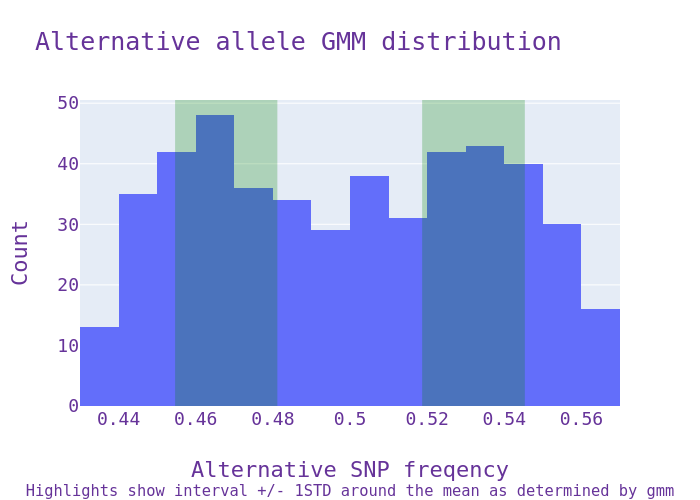 Alternative allele GMM distribution
50
40
30
20
10
0
Count
0.44 0.46 0.48 0.5 0.52 0.54 0.56
Alternative SNP freqency
Highlights show interval +/- 1STD around the mean as determined by gmm